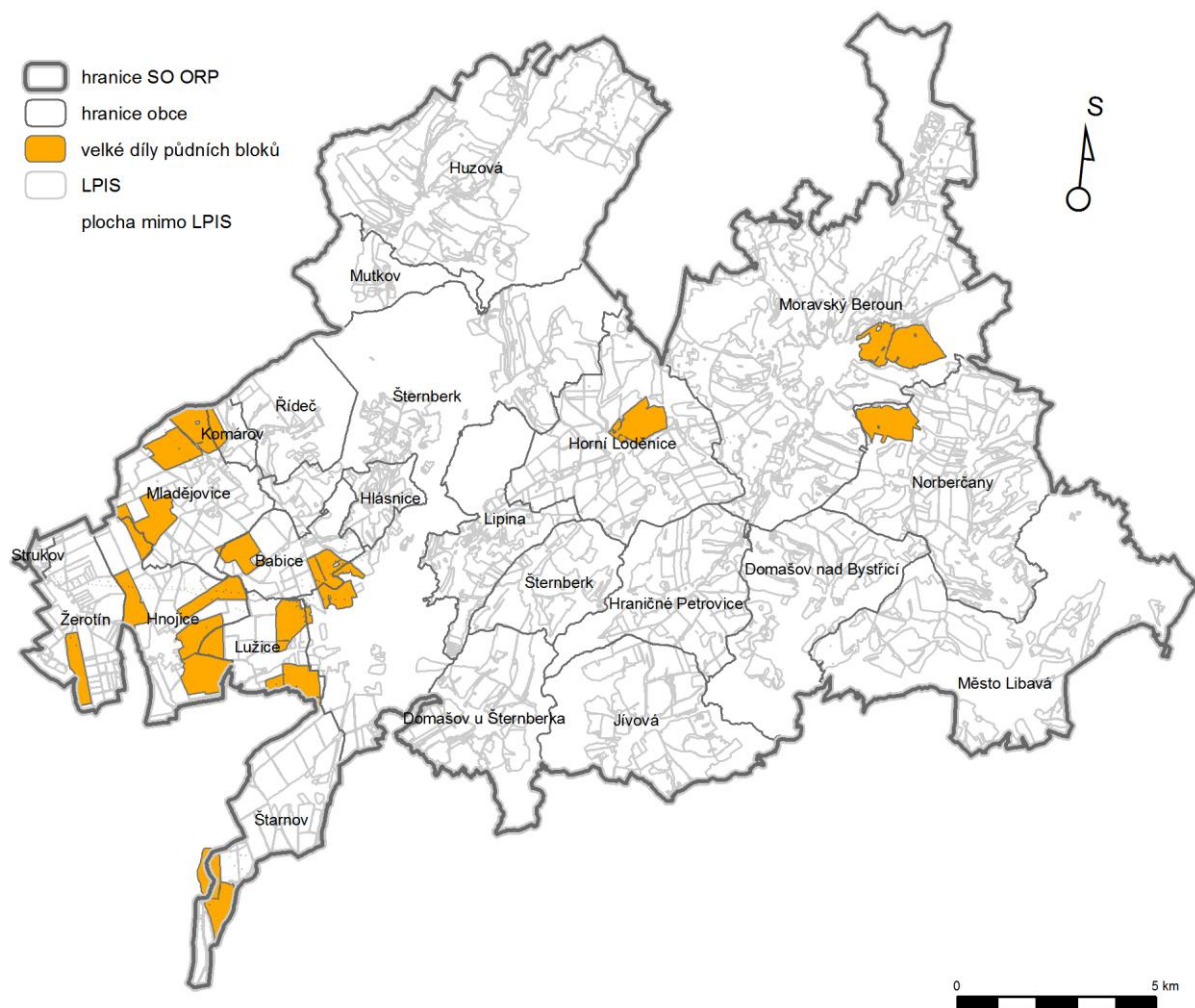 hranice SO ORP
hranice obce
velké díly půdních bloků
LPIS
plocha mimo LPIS
S
Huzová
Mutkov
Moravský Beroun
Řídeč
Šternberk
Komárov
Horní Loděnice
Mladějovice
Hlásnice
Norberčany
Lipina
Strukov
Babice
Šternberk
Domašov nad Bystřicí
Hraničné Petrovice
Žerotín
Hnojice
Lužice
Město Libavá
Domašov u Šternberka
Jívová
Štarnov
0
5 km